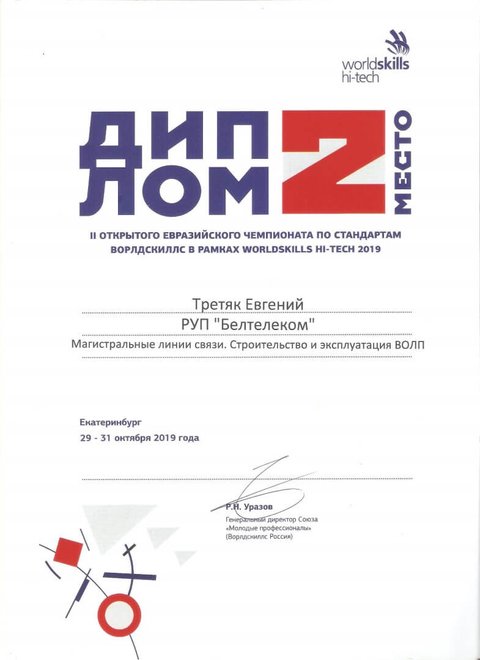 worldskills
hi-tech
ДИП
ЛОМ
2
МЕСТО
II ОТКРЫТОГО ЕВРАЗИЙСКОГО ЧЕМПИОНАТА ПО СТАНДАРТАМ
ВОРЛДСКИЛЛС В РАМКАХ WORLDSKILLS HI-TECH 2019
Третяк Евгений
РУП "Белтелеком"
Магистральные линии связи. Строительство и эксплуатация ВОЛП
Екатеринбург
29 - 31 октября 2019 года
Р.Н. Уразов
Генеральный директор Союза
«Молодые профессионалы»
(Ворлдскиллс Россия)